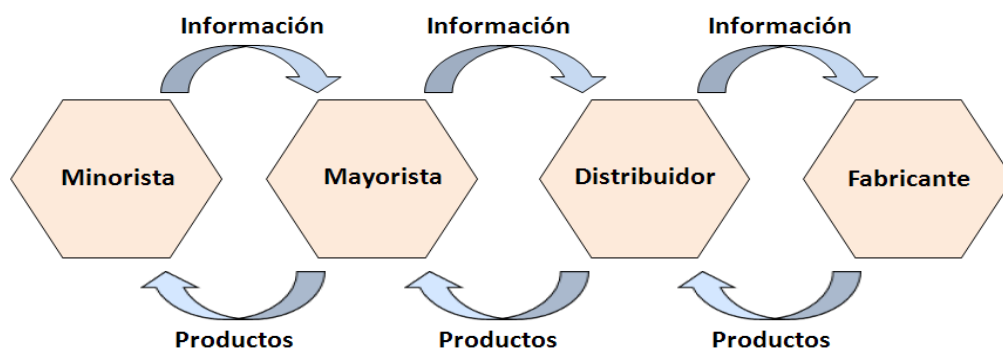 Información Información Información
Minorista Mayorista Distribuidor Fabricante
Productos Productos Productos